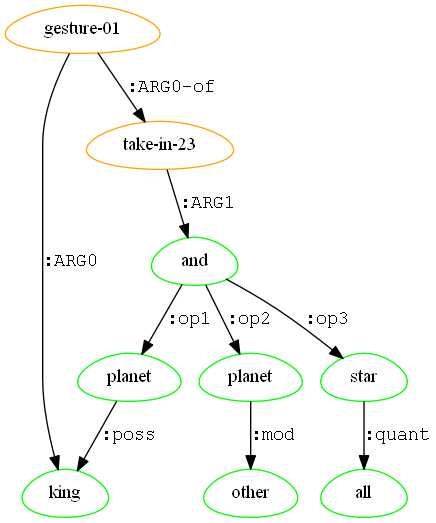 gesture-01
:ARG0-of
take-in-23
:ARG1
:ARG0
and
:op1
:op2
:op3
planet
planet
star
:poss
:mod
:quant
king
other
all